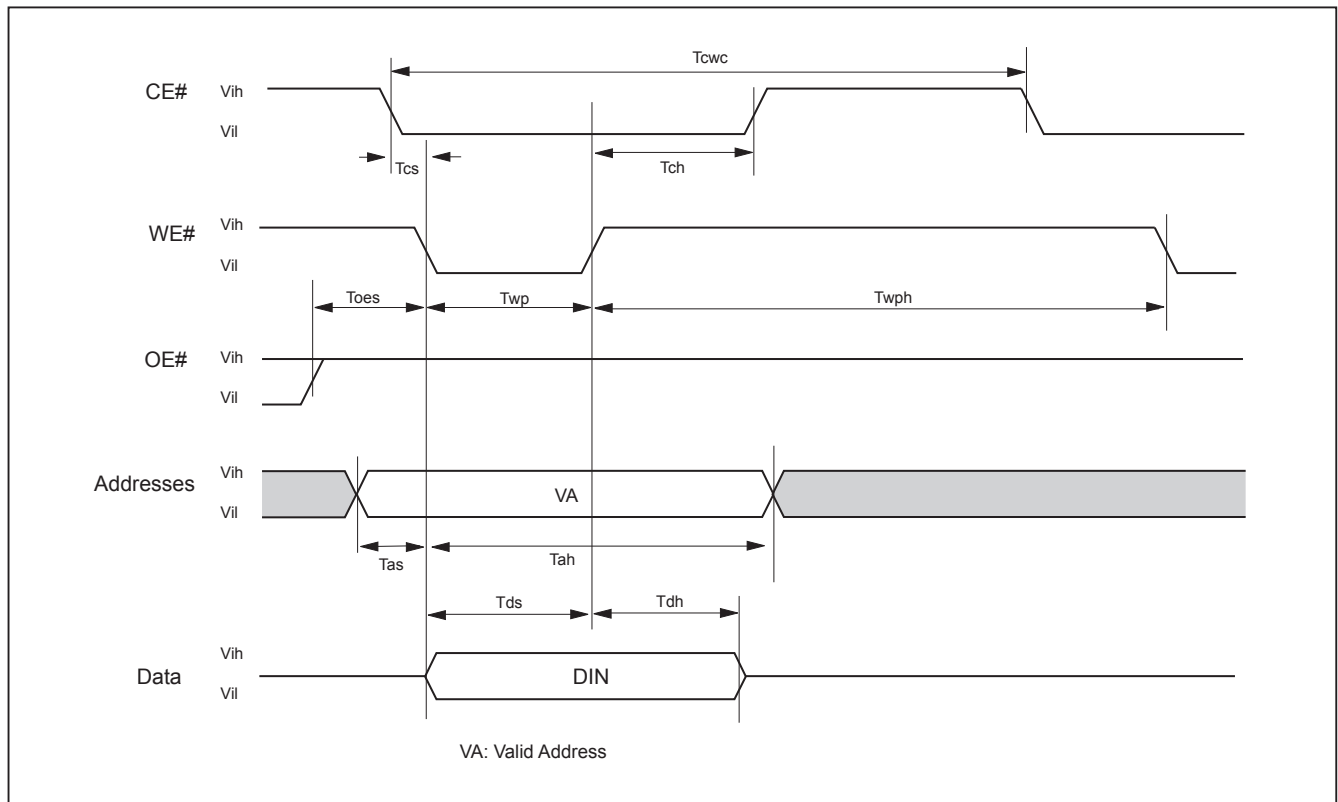 Tcwc
CE# Vih
Vil
Tcs Tch
WE# Vih
Vil
Toes Twp Twph
OE# Vih
Vil
Addresses Vih
VA
Vil
Tas Tah
Tds Tdh
Vih
Data DIN
Vil
VA: Valid Address